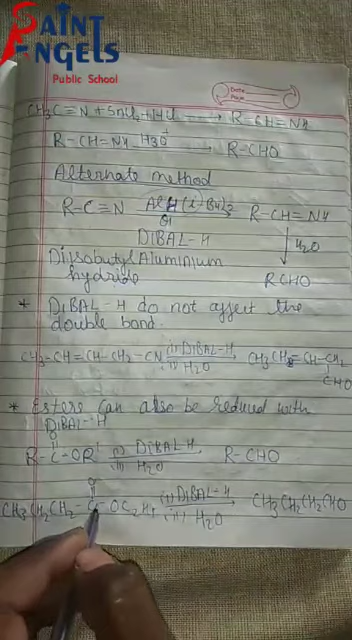 SAINT
ANGELS
Public School
Date
Page
CH3C≡N + SnCl2 + HCl → R-CH=NH
R-CH=NH H3O+ → R-CHO
Alternate method
R-C≡N AlH(i-Bu)2 → R-CH=NH
or
DIBAL-H
↓ H2O
Diisobutyl Aluminium
hydride
RCHO
* DIBAL-H do not affect the
double bond.
CH3-CH=CH-CH2-CH2-CN (i) DIBAL-H
(ii) H2O
CHO
* Esters can also be reduced with
DIBAL-H
O
R-C-OR' (i) DIBAL-H → R-CHO
(ii) H2O
O
CH3CH2CH2-C-OC2H5 (i) DIBAL-H → CH3CH2CH2CHO
(ii) H2O